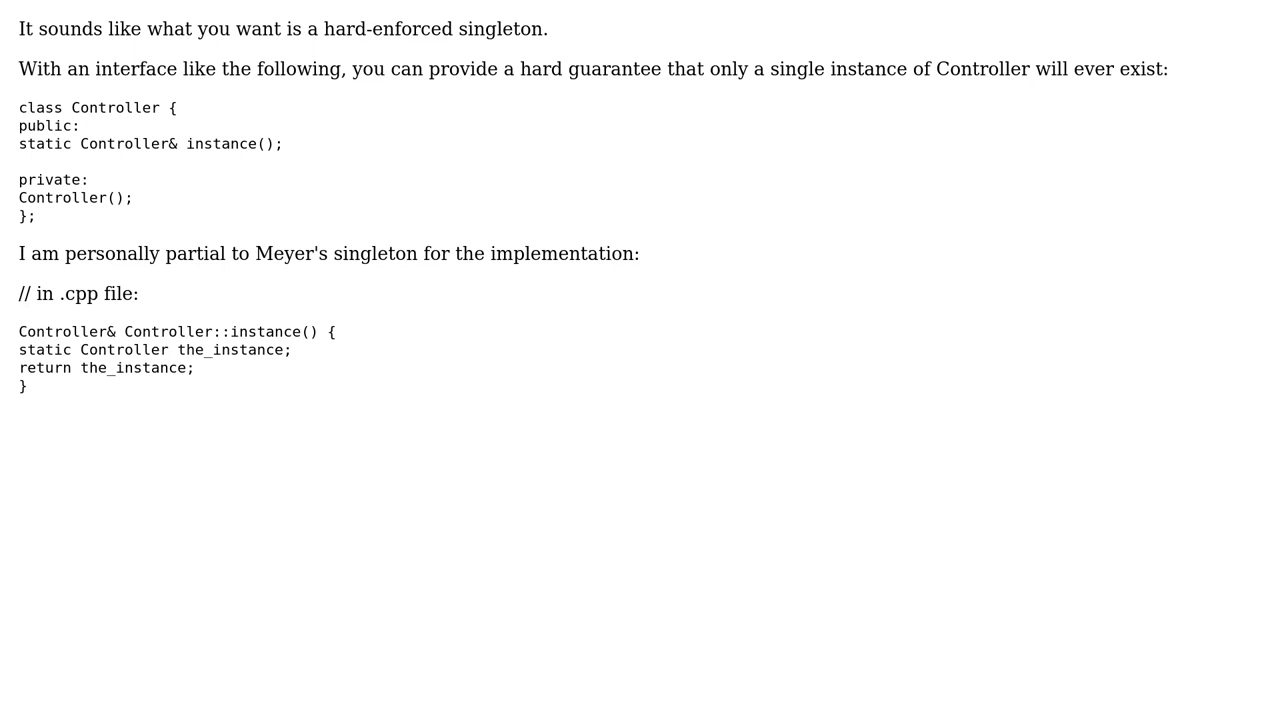 It sounds like what you want is a hard-enforced singleton.
With an interface like the following, you can provide a hard guarantee that only a single instance of Controller will ever exist:
class Controller {
public:
static Controller& instance();
private:
Controller();
};
I am personally partial to Meyer's singleton for the implementation:
// in .cpp file:
Controller& Controller::instance() {
static Controller the_instance;
return the_instance;
}